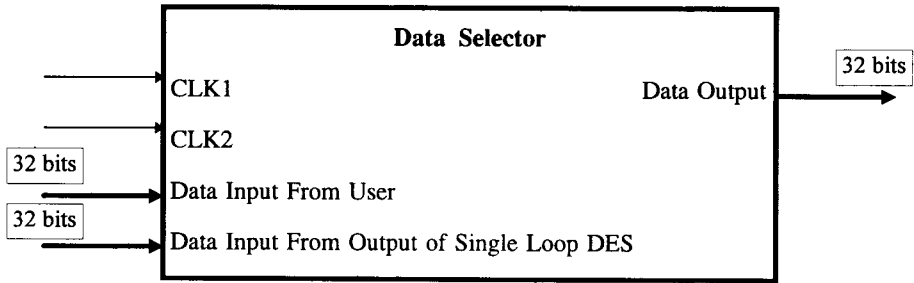 Data Selector
CLK1
Data Output
32 bits
CLK2
32 bits
Data Input From User
32 bits
Data Input From Output of Single Loop DES